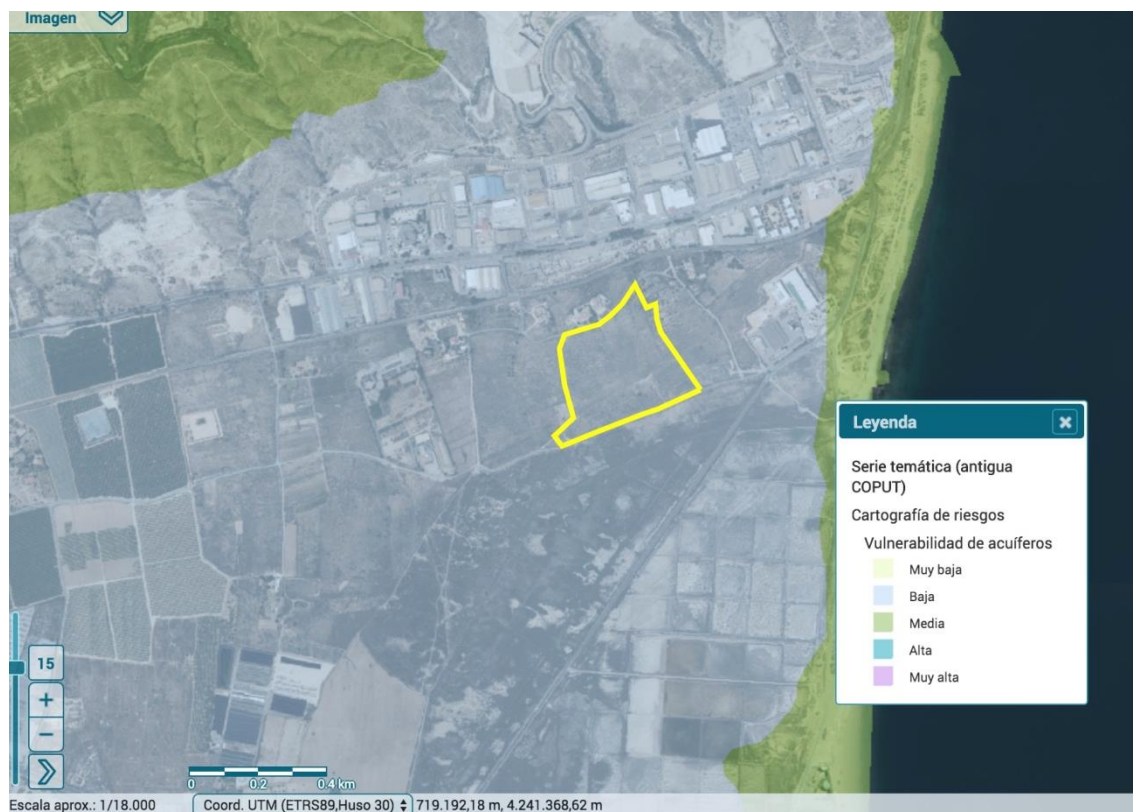 Imagen
Leyenda
Serie temática (antigua
COPUT)
Cartografía de riesgos
Vulnerabilidad de acuíferos
Muy baja
Baja
Media
Alta
Muy alta
15
+
−
0 0.2 0.4 km
Escala aprox.: 1/18.000 Coord. UTM (ETRS89,Huso 30) 719.192,18 m, 4.241.368,62 m